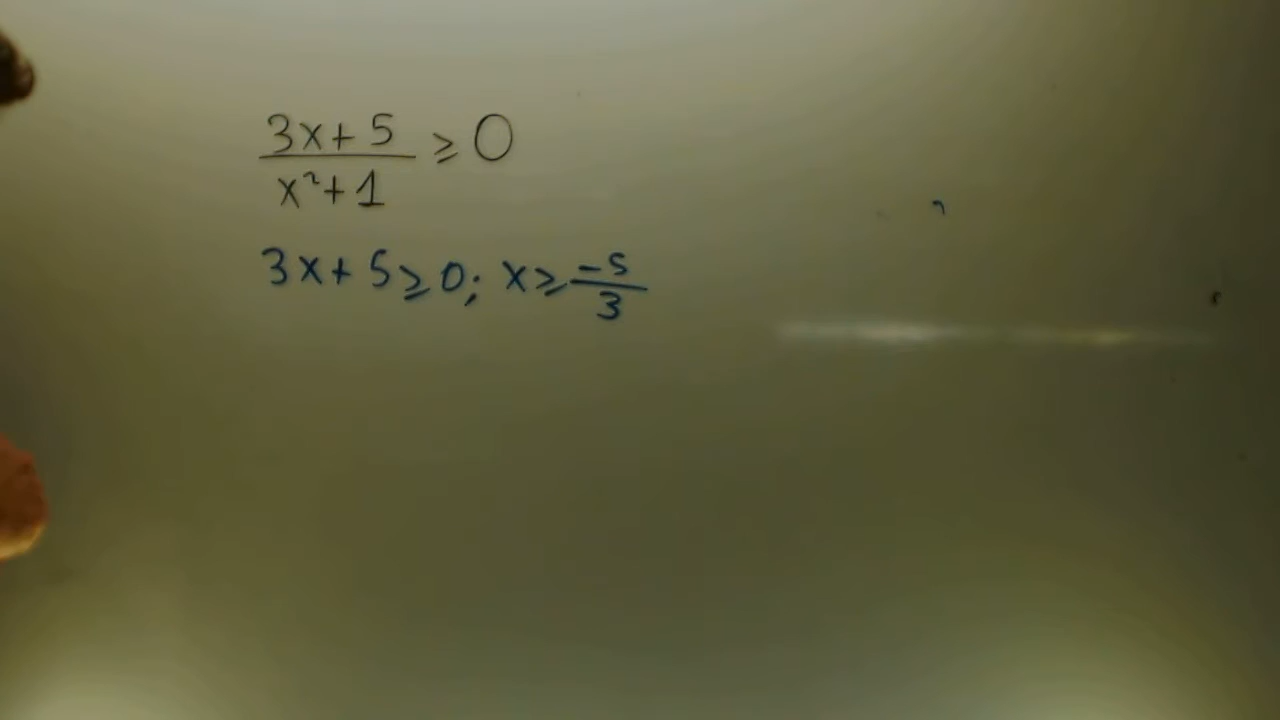 3x+5 / x²+1 ≥ 0
3x+5≥0; x≥ -5/3